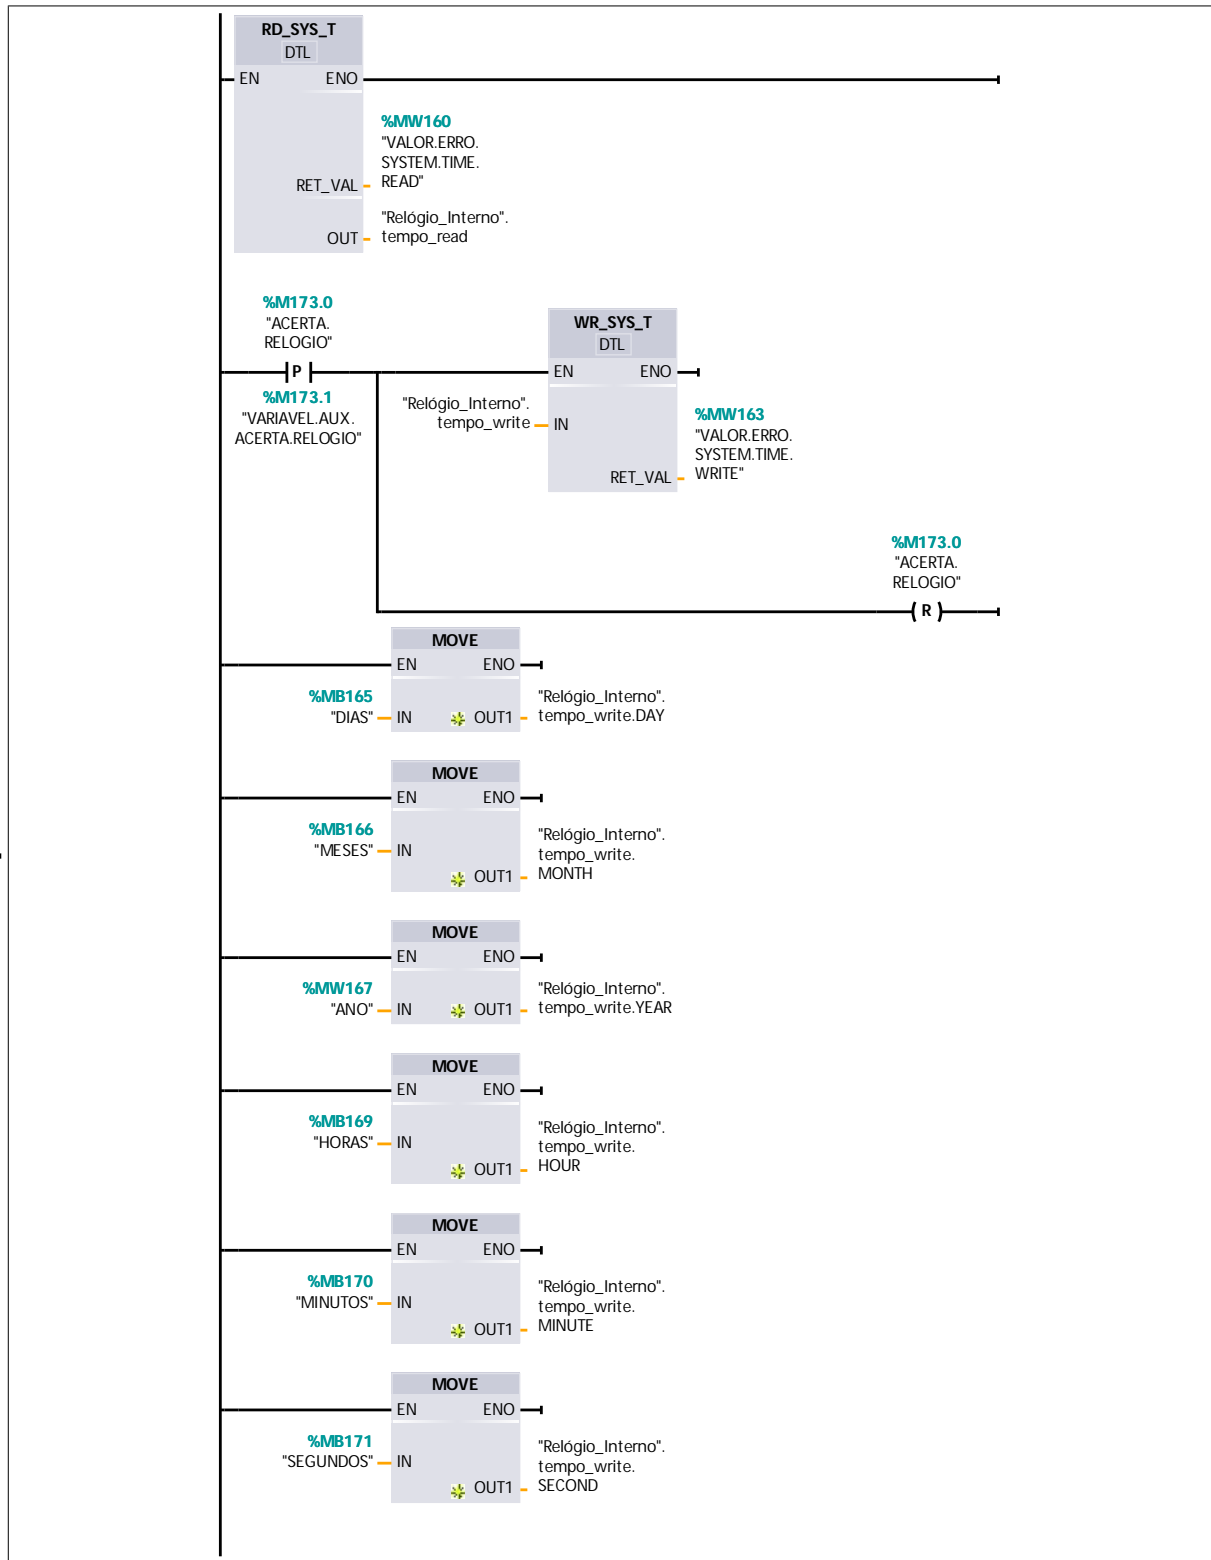 RD_SYS_T
DTL
EN ENO
%MW160
"VALOR.ERRO.
SYSTEM.TIME.
RET_VAL READ"
"Relógio_Interno".
OUT tempo_read
%M173.0
"ACERTA.
RELOGIO"
P
%M173.1
"VARIAVEL.AUX.
ACERTA.RELOGIO"
WR_SYS_T
DTL
EN ENO
"Relógio_Interno".
tempo_write IN
%MW163
"VALOR.ERRO.
SYSTEM.TIME.
RET_VAL WRITE"
%M173.0
"ACERTA.
RELOGIO"
R
MOVE
EN ENO
%MB165
"DIAS" IN OUT1
"Relógio_Interno".
tempo_write.DAY
MOVE
EN ENO
%MB166
"MESES" IN
"Relógio_Interno".
tempo_write.
OUT1 MONTH
MOVE
EN ENO
%MW167
"ANO" IN OUT1
"Relógio_Interno".
tempo_write.YEAR
MOVE
EN ENO
%MB169
"HORAS" IN
"Relógio_Interno".
tempo_write.
OUT1 HOUR
MOVE
EN ENO
%MB170
"MINUTOS" IN
"Relógio_Interno".
tempo_write.
OUT1 MINUTE
MOVE
EN ENO
%MB171
"SEGUNDOS" IN
"Relógio_Interno".
tempo_write.
OUT1 SECOND